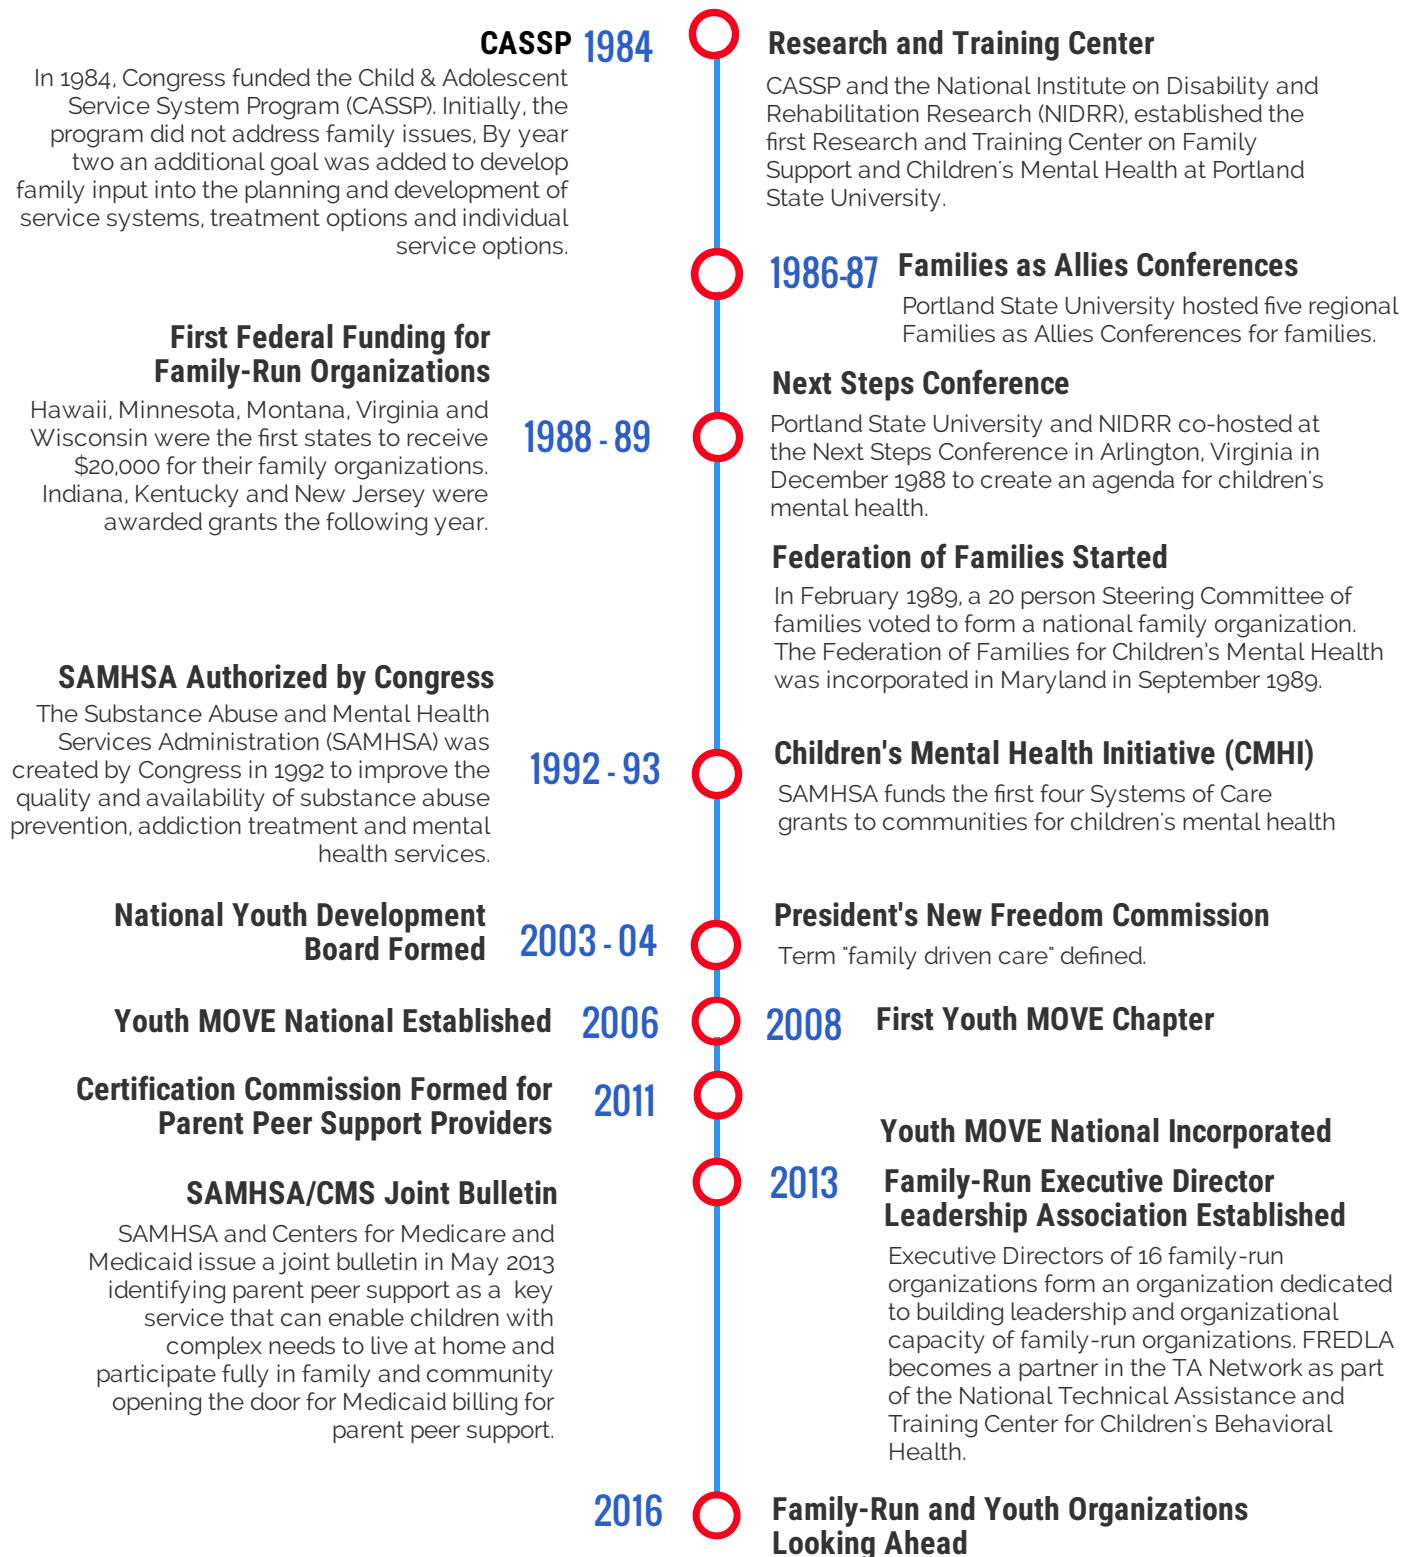 CASSP 1984
In 1984, Congress funded the Child & Adolescent
Service System Program (CASSP). Initially, the
program did not address family issues, By year
two an additional goal was added to develop
family input into the planning and development of
service systems, treatment options and individual
service options.
Research and Training Center
CASSP and the National Institute on Disability and
Rehabilitation Research (NIDRR), established the
first Research and Training Center on Family
Support and Children's Mental Health at Portland
State University.
1986-87 Families as Allies Conferences
Portland State University hosted five regional
Families as Allies Conferences for families.
First Federal Funding for
Family-Run Organizations
Hawaii, Minnesota, Montana, Virginia and
Wisconsin were the first states to receive
$20,000 for their family organizations.
Indiana, Kentucky and New Jersey were
awarded grants the following year.
1988 - 89
Next Steps Conference
Portland State University and NIDRR co-hosted at
the Next Steps Conference in Arlington, Virginia in
December 1988 to create an agenda for children's
mental health.
Federation of Families Started
In February 1989, a 20 person Steering Committee of
families voted to form a national family organization.
The Federation of Families for Children's Mental Health
was incorporated in Maryland in September 1989.
SAMHSA Authorized by Congress
The Substance Abuse and Mental Health
Services Administration (SAMHSA) was
created by Congress in 1992 to improve the
quality and availability of substance abuse
prevention, addiction treatment and mental
health services.
1992 - 93
Children's Mental Health Initiative (CMHI)
SAMHSA funds the first four Systems of Care
grants to communities for children's mental health
National Youth Development
Board Formed
2003 - 04
President's New Freedom Commission
Term "family driven care" defined.
Youth MOVE National Established 2006
2008 First Youth MOVE Chapter
Certification Commission Formed for
Parent Peer Support Providers
2011
Youth MOVE National Incorporated
SAMHSA/CMS Joint Bulletin
SAMHSA and Centers for Medicare and
Medicaid issue a joint bulletin in May 2013
identifying parent peer support as a key
service that can enable children with
complex needs to live at home and
participate fully in family and community
opening the door for Medicaid billing for
parent peer support.
2013
Family-Run Executive Director
Leadership Association Established
Executive Directors of 16 family-run
organizations form an organization dedicated
to building leadership and organizational
capacity of family-run organizations. FREDLA
becomes a partner in the TA Network as part
of the National Technical Assistance and
Training Center for Children's Behavioral
Health.
2016
Family-Run and Youth Organizations
Looking Ahead